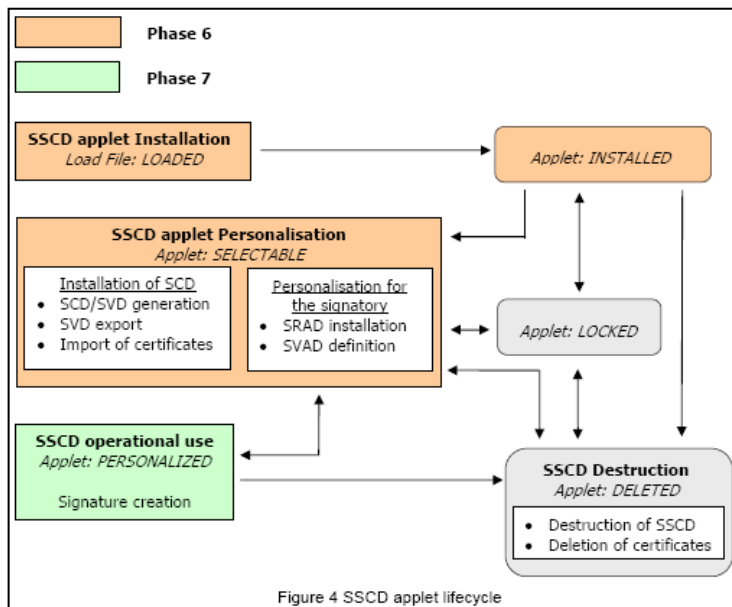 Phase 6
Phase 7
SSCD applet Installation
Load File: LOADED
Applet: INSTALLED
SSCD applet Personalisation
Applet: SELECTABLE
Installation of SCD
• SCD/SVD generation
• SVD export
• Import of certificates
Personalisation for
the signatory
• SRAD installation
• SVAD definition
Applet: LOCKED
SSCD operational use
Applet: PERSONALIZED
Signature creation
SSCD Destruction
Applet: DELETED
• Destruction of SSCD
• Deletion of certificates
Figure 4 SSCD applet lifecycle